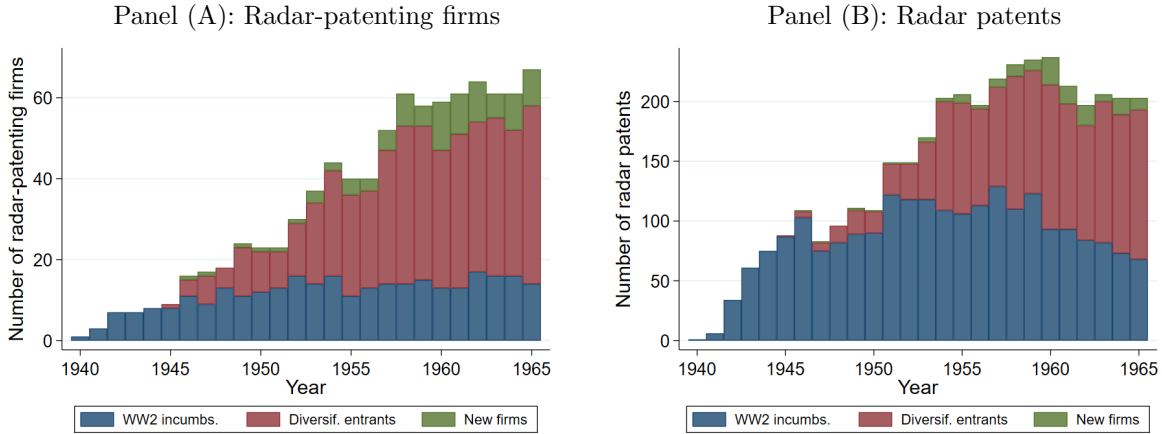 Panel (A): Radar-patenting firms
Number of radar-patenting firms
60
40
20
0
1940 1945 1950 1955 1960 1965
Year
WW2 incumbs. Diversif. entrants New firms
Panel (B): Radar patents
Number of radar patents
200
150
100
50
0
1940 1945 1950 1955 1960 1965
Year
WW2 incumbs. Diversif. entrants New firms